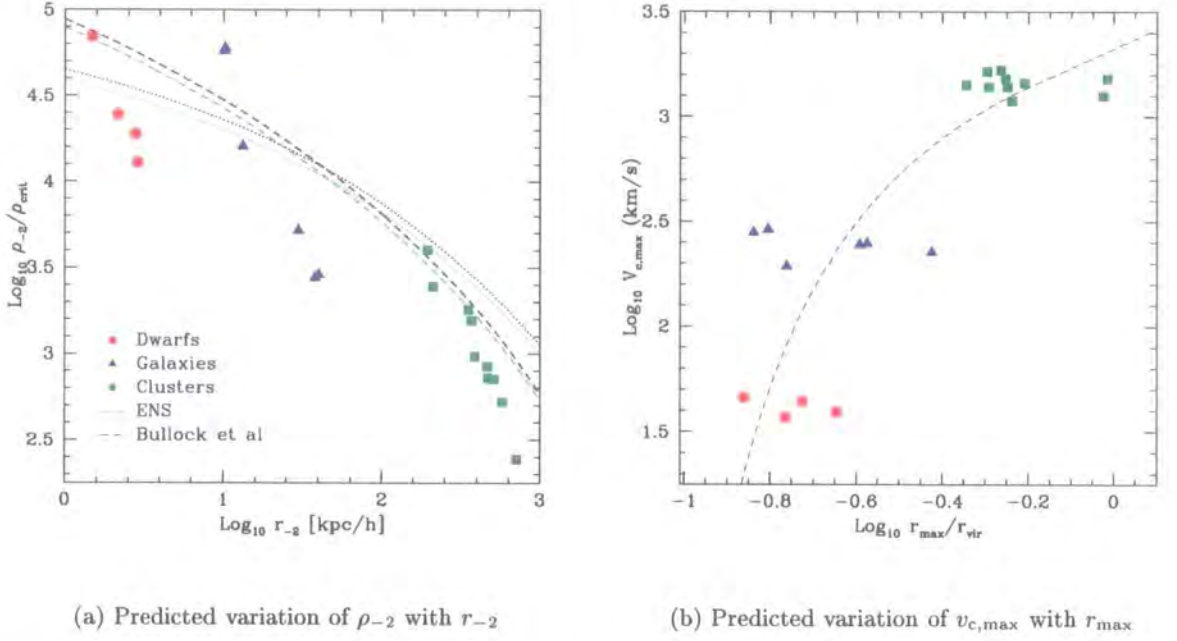 5
4.5
4
3.5
3
2.5
Log₁₀ ρ₋₂/ρcrit
Dwarfs
Galaxies
Clusters
ENS
Bullock et al
0 1 2 3
Log₁₀ r₋₂ [kpc/h]
(a) Predicted variation of ρ₋₂ with r₋₂
3.5
3
2.5
2
1.5
Log₁₀ Vc,max (km/s)
-1 -0.8 -0.6 -0.4 -0.2 0
Log₁₀ rmax/rvir
(b) Predicted variation of vc,max with rmax